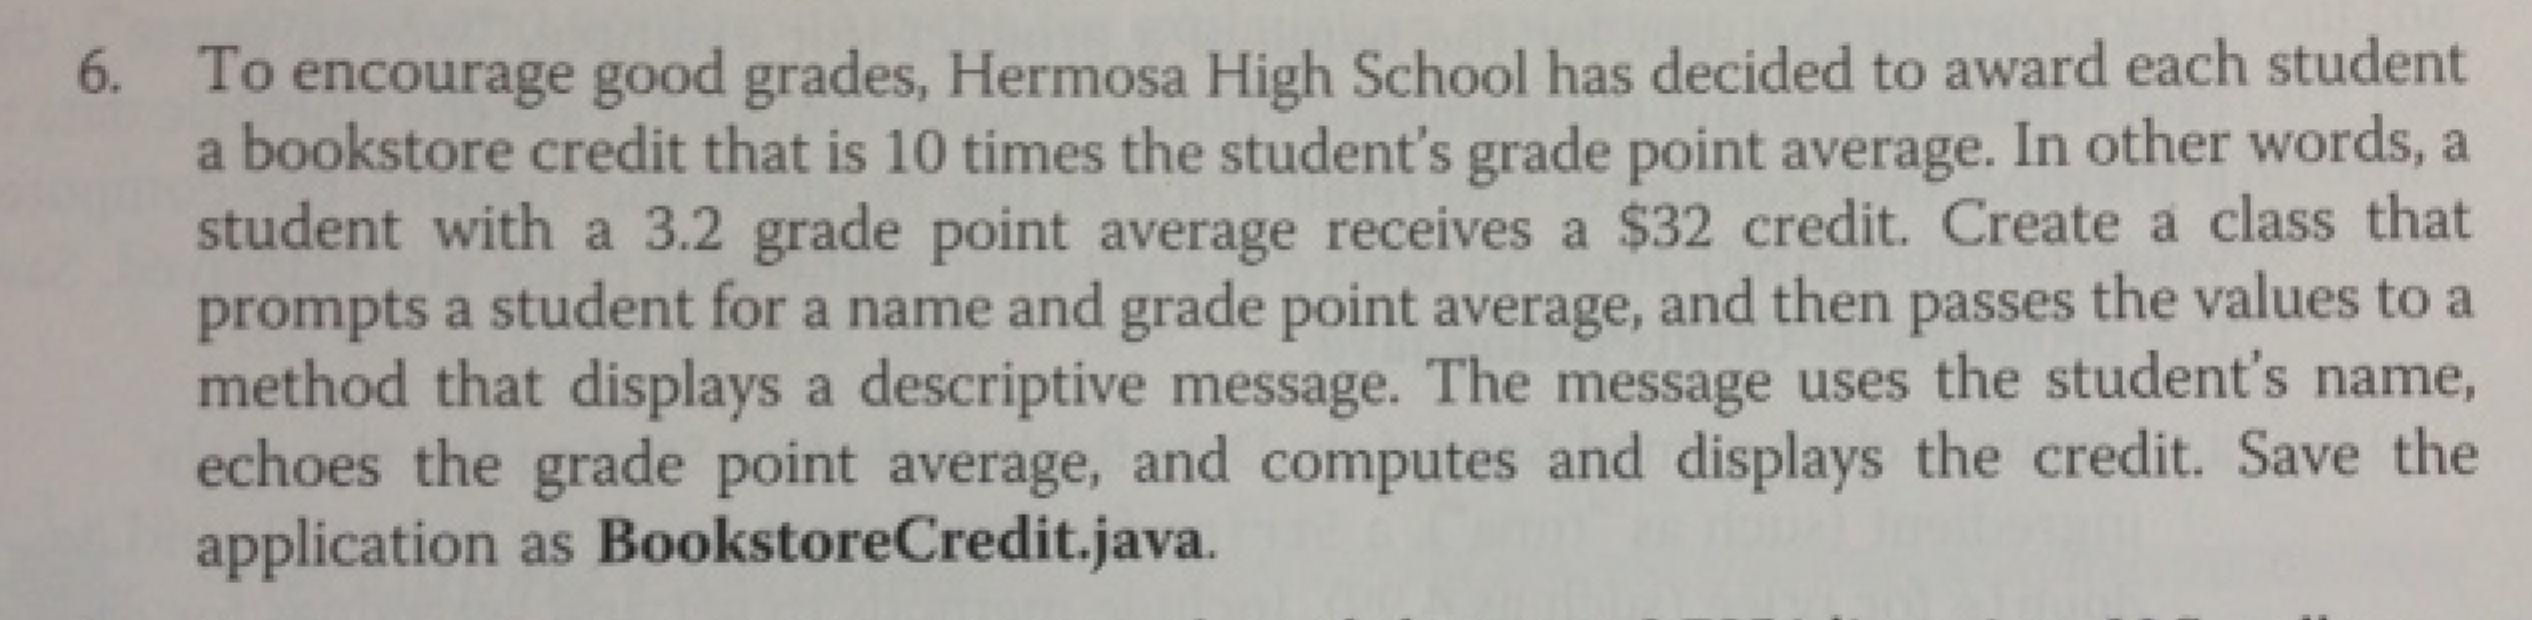 6. To encourage good grades, Hermosa High School has decided to award each student
a bookstore credit that is 10 times the student's grade point average. In other words, a
student with a 3.2 grade point average receives a $32 credit. Create a class that
prompts a student for a name and grade point average, and then passes the values to a
method that displays a descriptive message. The message uses the student's name,
echoes the grade point average, and computes and displays the credit. Save the
application as BookstoreCredit.java.